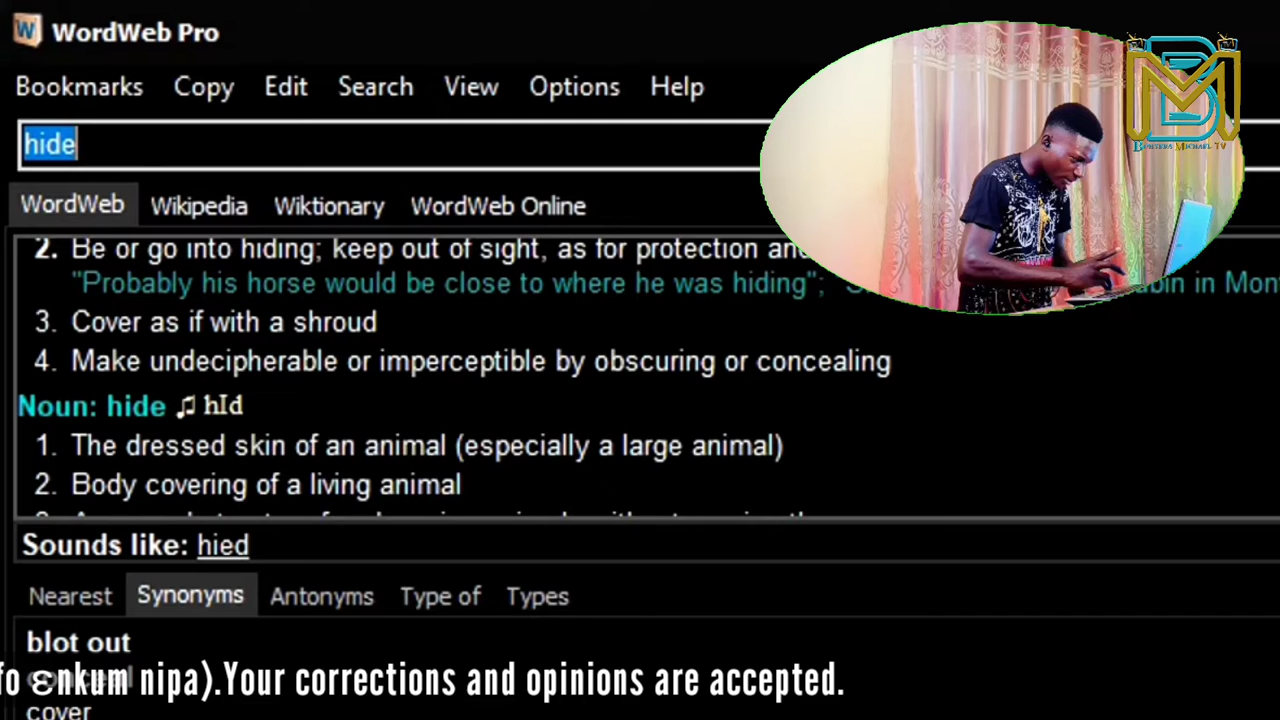 WordWeb Pro
Bookmarks Copy Edit Search View Options Help
hide
WordWeb Wikipedia Wiktionary WordWeb Online
2. Be or go into hiding; keep out of sight, as for protection and
"Probably his horse would be close to where he was hiding";
3. Cover as if with a shroud
4. Make undecipherable or imperceptible by obscuring or concealing
Noun: hide ♫ hId
1. The dressed skin of an animal (especially a large animal)
2. Body covering of a living animal
Sounds like: hied
Nearest Synonyms Antonyms Type of Types
blot out
fo ɛnkum nipa).Your corrections and opinions are accepted.
cover